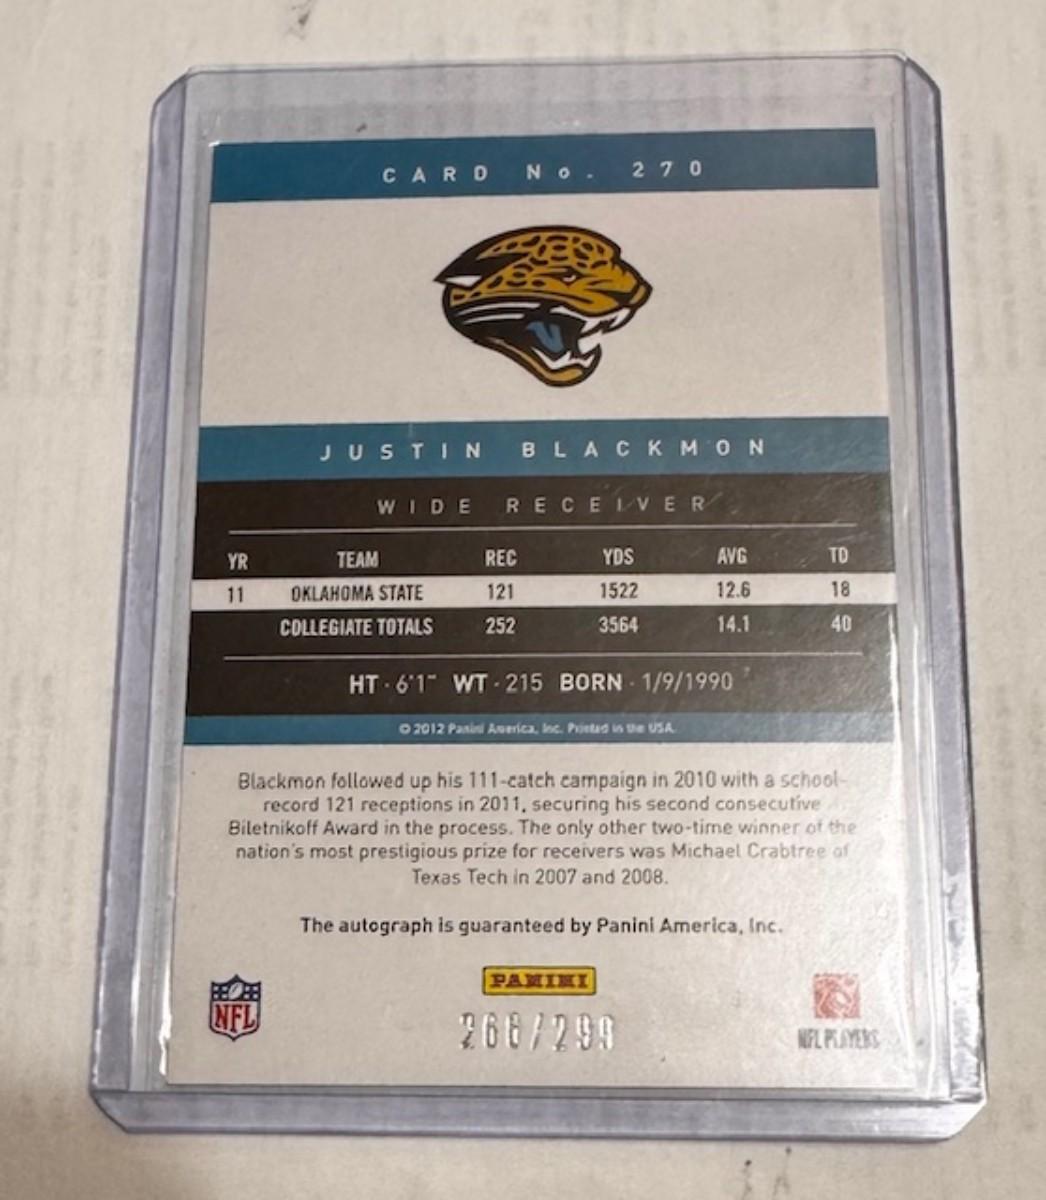 CARD No. 270
JUSTIN BLACKMON
WIDE RECEIVER
YR TEAM REC YDS AVG TD
11 OKLAHOMA STATE 121 1522 12.6 18
COLLEGIATE TOTALS 252 3564 14.1 40
HT · 6'1" WT · 215 BORN · 1/9/1990
© 2012 Panini America, Inc. Printed in the USA.
Blackmon followed up his 111-catch campaign in 2010 with a school-
record 121 receptions in 2011, securing his second consecutive
Biletnikoff Award in the process. The only other two-time winner of the
nation's most prestigious prize for receivers was Michael Crabtree of
Texas Tech in 2007 and 2008.
The autograph is guaranteed by Panini America, Inc.
PANINI
NFL
/299
NFL PLAYERS